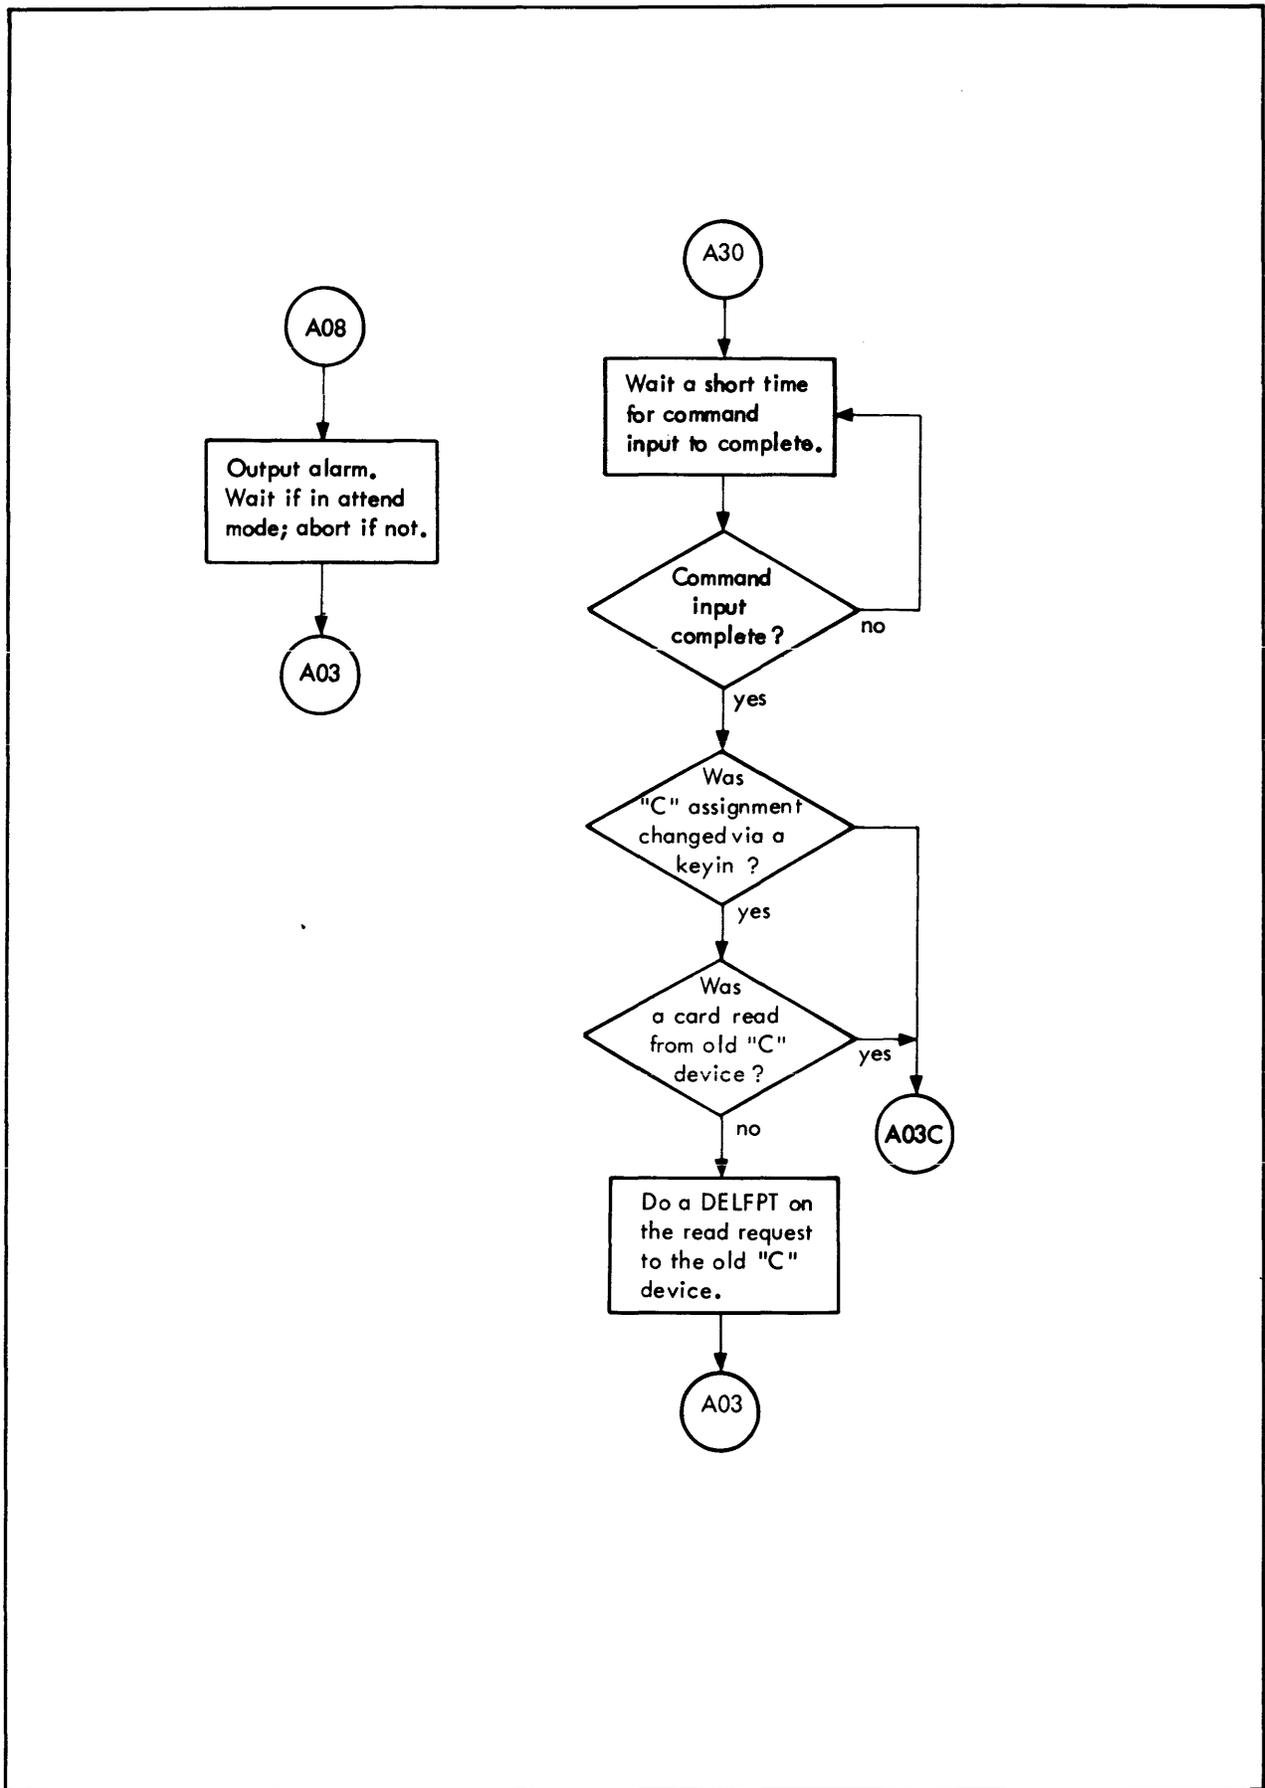 A08
Output alarm.
Wait if in attend
mode; abort if not.
A03
A30
Wait a short time
for command
input to complete.
Command
input
complete ?
no
yes
Was
"C" assignment
changed via a
keyin ?
yes
Was
a card read
from old "C"
device ?
yes
A03C
no
Do a DELFPT on
the read request
to the old "C"
device.
A03